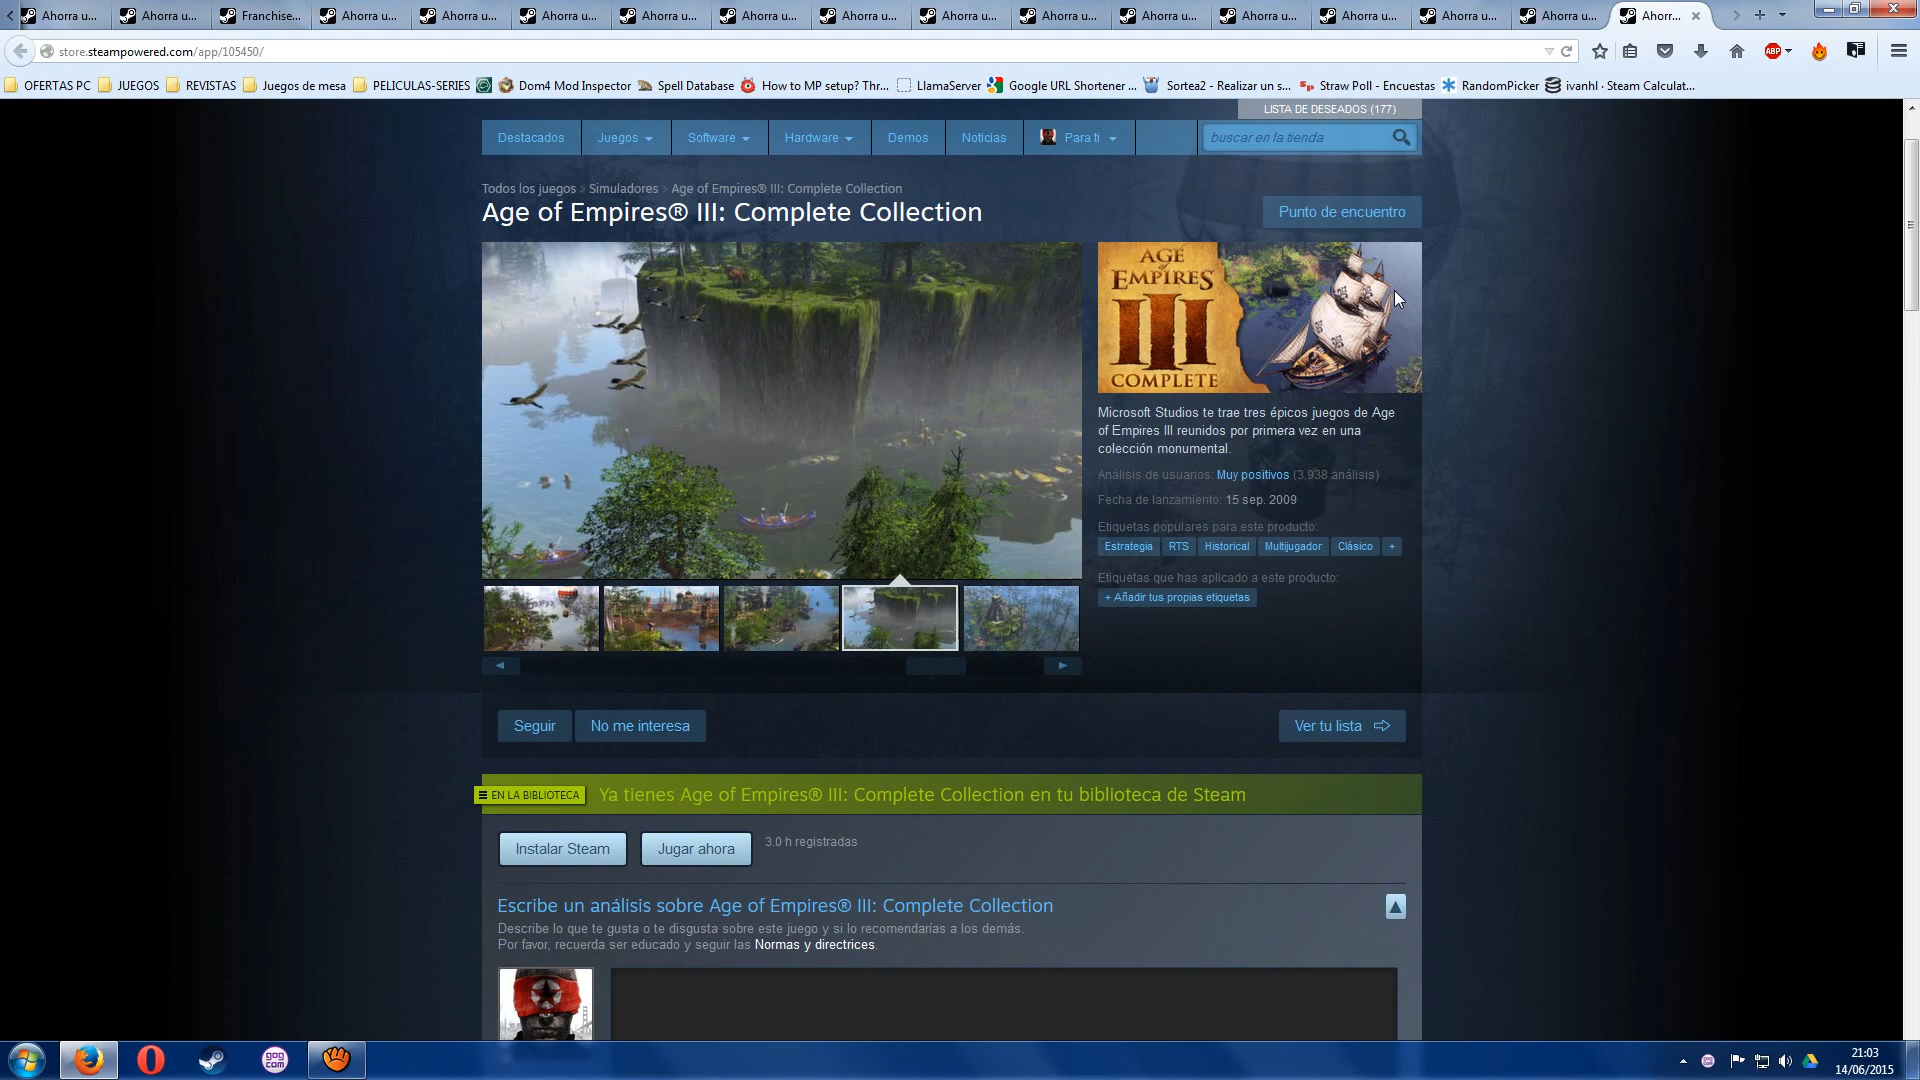 Ahorra u...
Ahorra u...
Franchise...
Ahorra u...
Ahorra u...
Ahorra u...
Ahorra u...
Ahorra u...
Ahorra u...
Ahorra u...
Ahorra u...
Ahorra u...
Ahorra u...
Ahorra u...
Ahorra u...
Ahorra u...
Ahorr...
store.steampowered.com/app/105450/
ABP
OFERTAS PC
JUEGOS
REVISTAS
Juegos de mesa
PELICULAS-SERIES
Dom4 Mod Inspector
Spell Database
How to MP setup? Thr...
LlamaServer
Google URL Shortener ...
Sortea2 - Realizar un s...
Straw Poll - Encuestas
RandomPicker
ivanhl · Steam Calculat...
LISTA DE DESEADOS (177)
Destacados
Juegos
Software
Hardware
Demos
Noticias
Para ti
buscar en la tienda
Todos los juegos > Simuladores > Age of Empires® III: Complete Collection
Age of Empires® III: Complete Collection
Punto de encuentro
AGE
of
EMPIRES
III
COMPLETE
Microsoft Studios te trae tres épicos juegos de Age
of Empires III reunidos por primera vez en una
colección monumental.
Análisis de usuarios: Muy positivos (3,938 análisis)
Fecha de lanzamiento: 15 sep. 2009
Etiquetas populares para este producto:
Estrategia
RTS
Historical
Multijugador
Clásico
+
Etiquetas que has aplicado a este producto:
+ Añadir tus propias etiquetas
Seguir
No me interesa
Ver tu lista
EN LA BIBLIOTECA
Ya tienes Age of Empires® III: Complete Collection en tu biblioteca de Steam
Instalar Steam
Jugar ahora
3.0 h registradas
Escribe un análisis sobre Age of Empires® III: Complete Collection
Describe lo que te gusta o te disgusta sobre este juego y si lo recomendarías a los demás.
Por favor, recuerda ser educado y seguir las Normas y directrices.
gog
com
21:03
14/06/2015